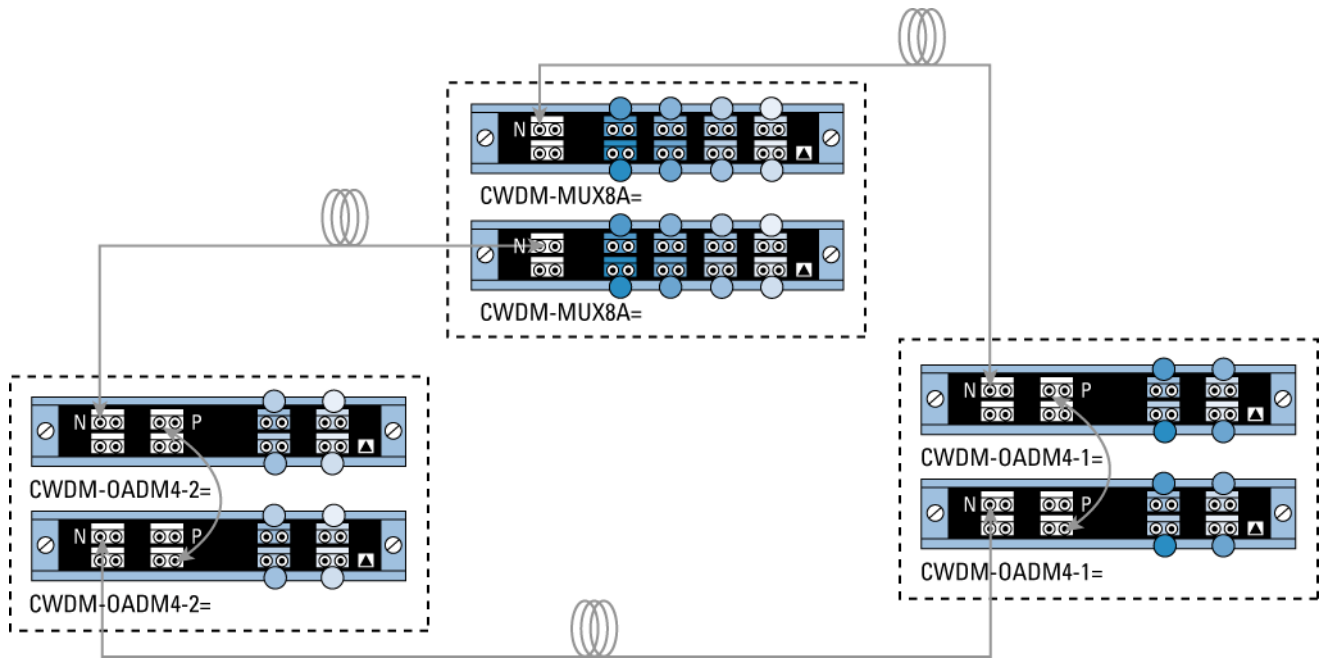 N
CWDM-MUX8A=
N
CWDM-MUX8A=
N P
CWDM-OADM4-2=
N P
CWDM-OADM4-2=
N P
CWDM-OADM4-1=
N P
CWDM-OADM4-1=